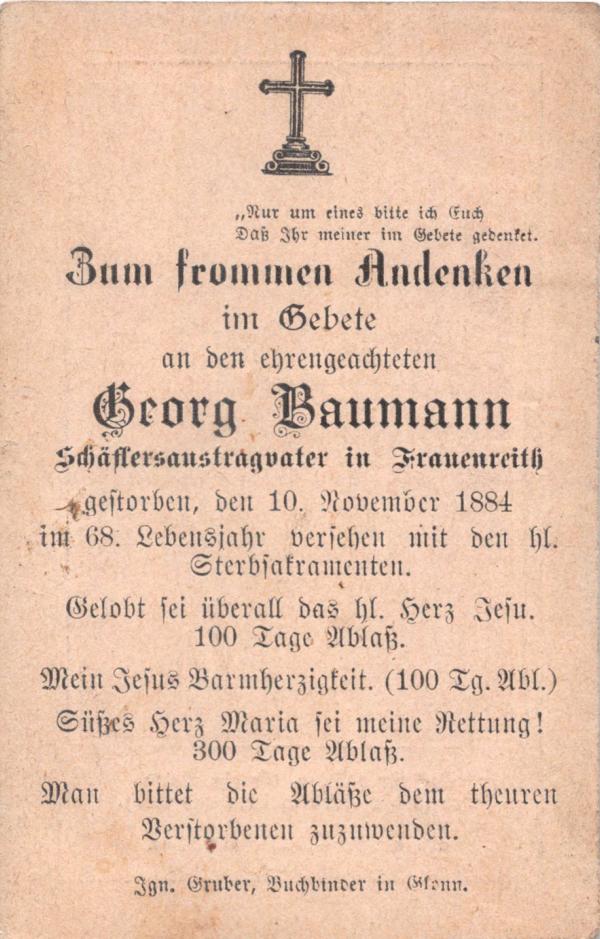 „Nur um eines bitte ich Euch
Daß Ihr meiner im Gebete gedenket.
Zum frommen Andenken
im Gebete
an den ehrengeachteten
Georg Baumann
Schäflersaustragvater in Frauenreith
gestorben, den 10. November 1884
im 68. Lebensjahr versehen mit den hl.
Sterbsakramenten.
Gelobt sei überall das hl. Herz Jesu.
100 Tage Ablaß.
Mein Jesus Barmherzigkeit. (100 Tg. Abl.)
Süßes Herz Maria sei meine Rettung!
300 Tage Ablaß.
Man bittet die Abläße dem theuren
Verstorbenen zuzuwenden.
Ign. Gruber, Buchbinder in Glonn.